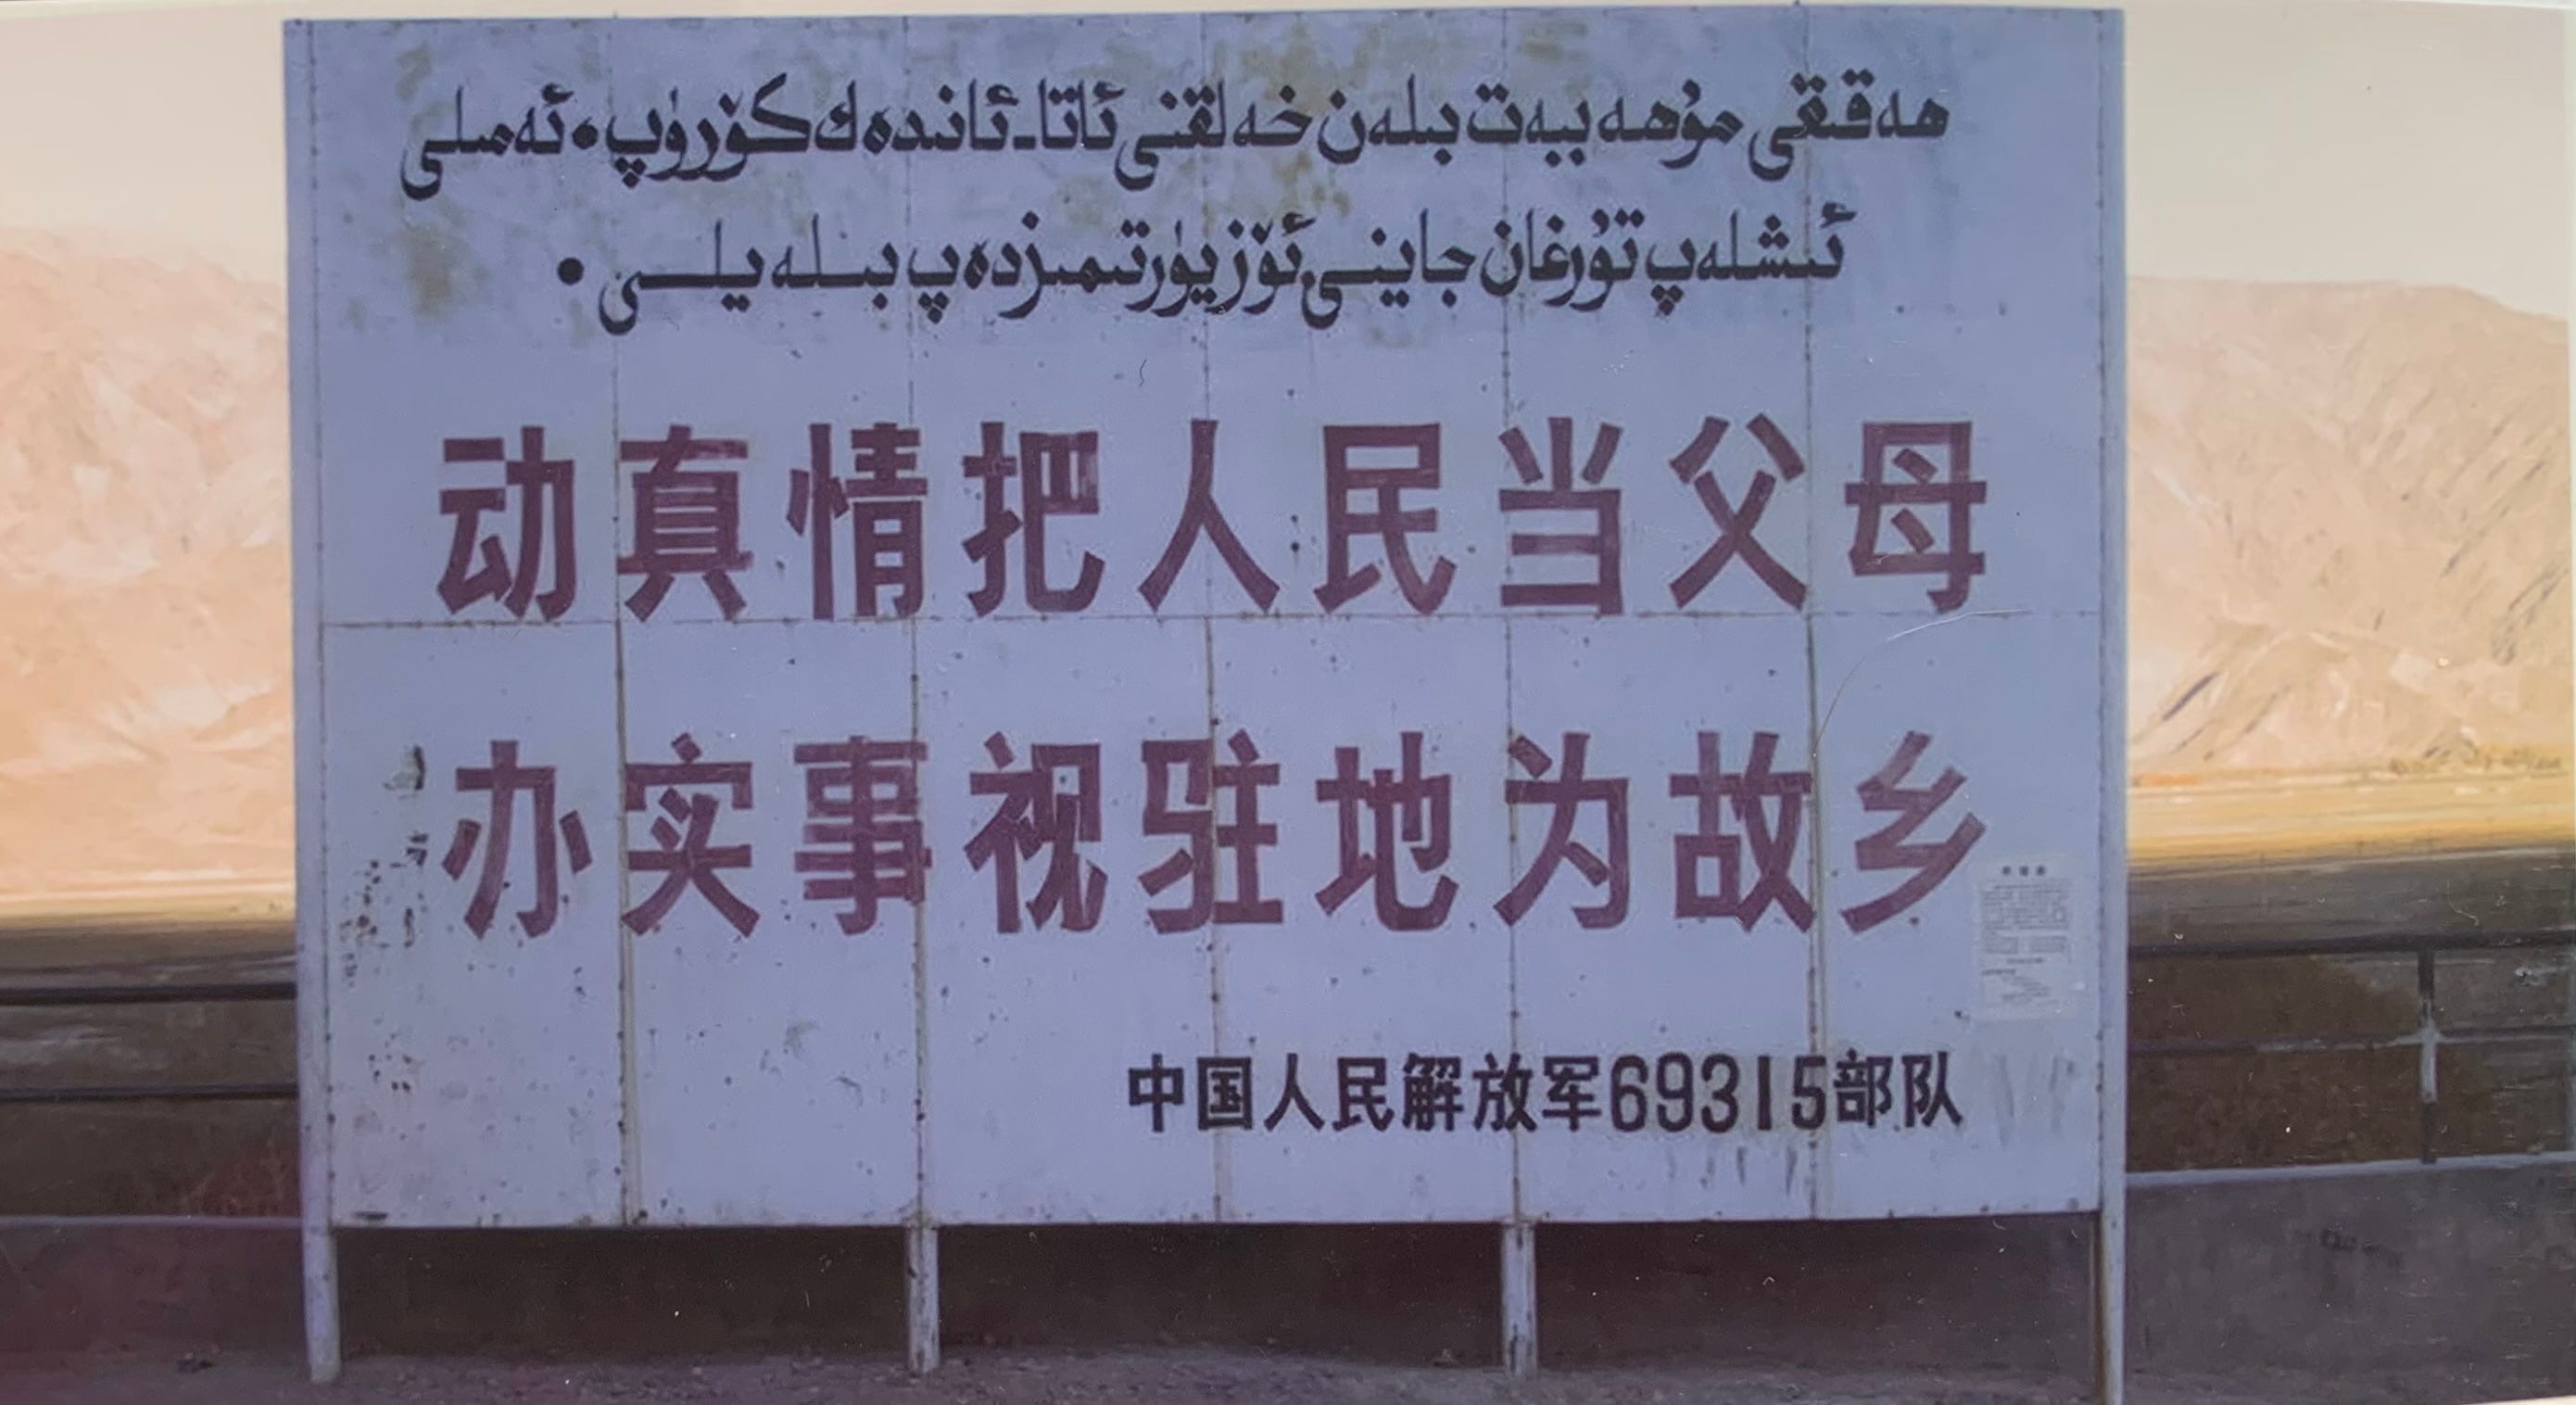 ھەقىقى مۇھەببەت بىلەن خەلقنى ئاتا-ئانىدەك كۆرۈپ، ئەمىلى
ئىشلەپ تۇرغان جاينى ئۆز يۇرتىمىزدەپ بىلەيلى.
动真情把人民当父母
办实事视驻地为故乡
中国人民解放军69315部队